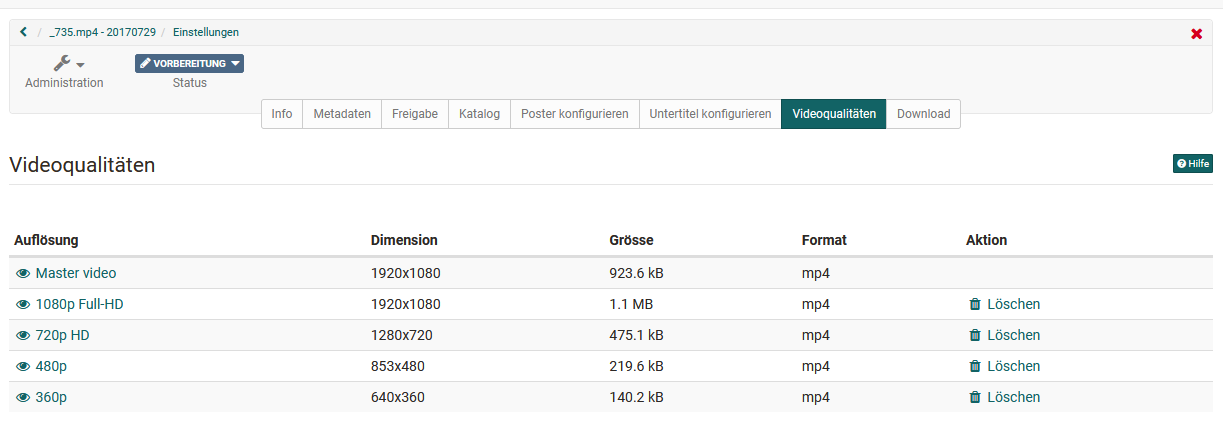 / _735.mp4 - 20170729 / Einstellungen
VORBEREITUNG
Administration Status
Info Metadaten Freigabe Katalog Poster konfigurieren Untertitel konfigurieren Videoqualitäten Download
Videoqualitäten Hilfe
Auflösung Dimension Grösse Format Aktion
Master video 1920x1080 923.6 kB mp4
1080p Full-HD 1920x1080 1.1 MB mp4 Löschen
720p HD 1280x720 475.1 kB mp4 Löschen
480p 853x480 219.6 kB mp4 Löschen
360p 640x360 140.2 kB mp4 Löschen